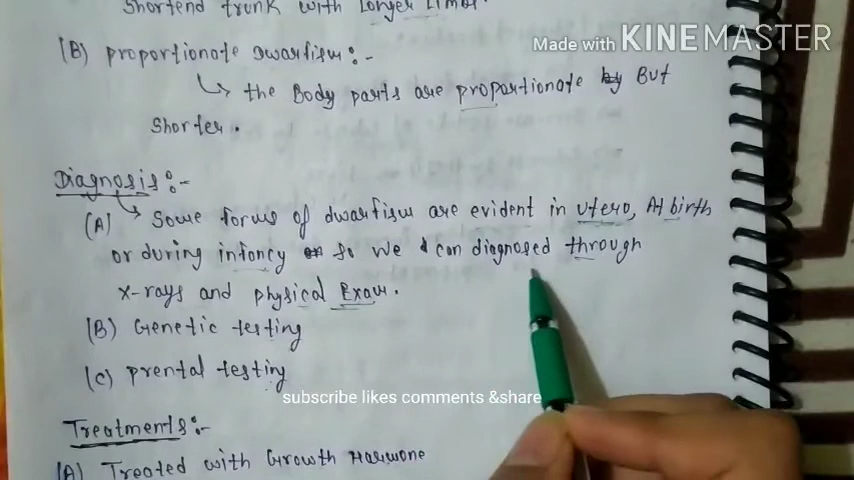 shortend trunk with longer limbs.
Made with KINEMASTER
(B) proportionate dwarfism:-
the Body parts are proportionate by But
shorter.
Diagnosis:-
(A) Some forms of dwarfism are evident in utero, At birth
or during infancy so we can diagnosed through
x-rays and physical Exam.
(B) Genetic testing
(C) prental testing
subscribe likes comments &share
Treatments:-
(A) Treated with Growth Harmone